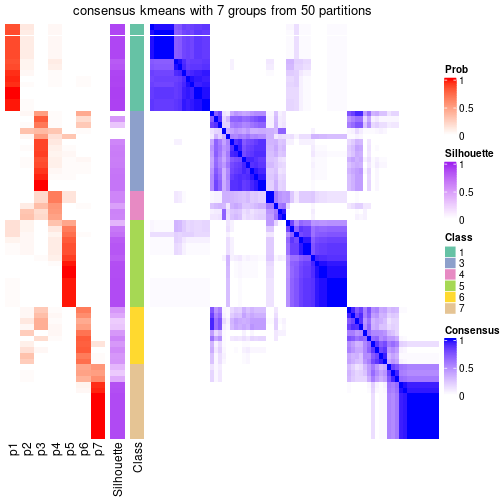 consensus kmeans with 7 groups from 50 partitions
Prob
1
0.5
0
Silhouette
1
0.5
0
Class
1
3
4
5
6
7
Consensus
1
0.5
0
p1
p2
p3
p4
p5
p6
p7
Silhouette
Class